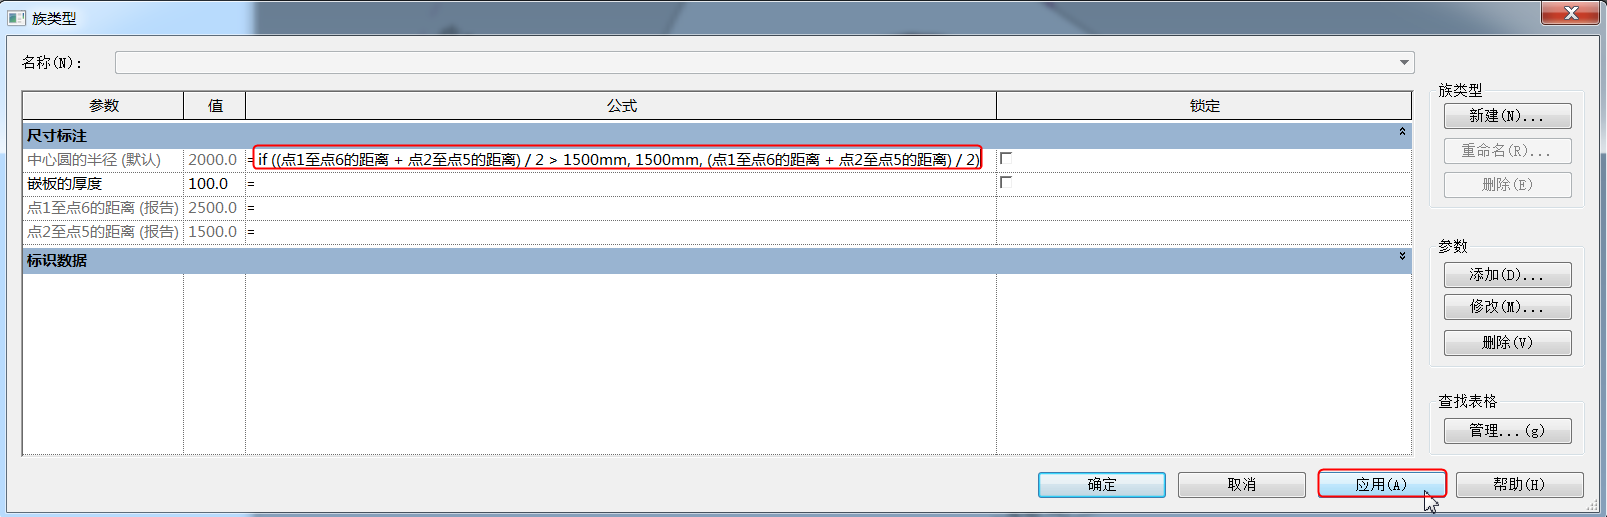 族类型
名称(N):
参数 值 公式 锁定
尺寸标注
中心圆的半径 (默认) 2000.0 = if ((点1至点6的距离 + 点2至点5的距离) / 2 > 1500mm, 1500mm, (点1至点6的距离 + 点2至点5的距离) / 2)
嵌板的厚度 100.0 =
点1至点6的距离 (报告) 2500.0 =
点2至点5的距离 (报告) 1500.0 =
标识数据
族类型
新建(N)...
重命名(R)...
删除(E)
参数
添加(D)...
修改(M)...
删除(V)
查找表格
管理...(g)
确定 取消 应用(A) 帮助(H)